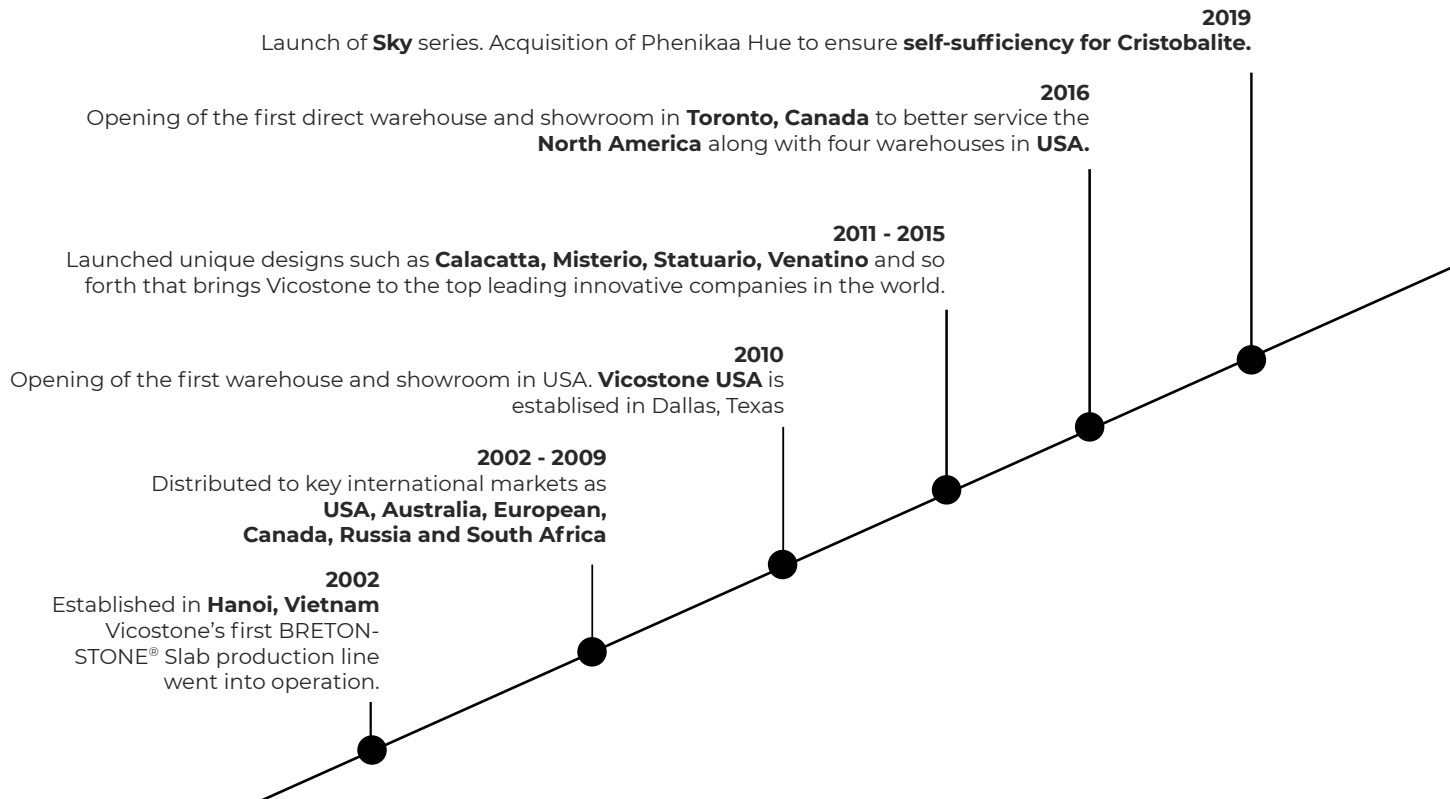 2019
Launch of Sky series. Acquisition of Phenikaa Hue to ensure self-sufficiency for Cristobalite.
2016
Opening of the first direct warehouse and showroom in Toronto, Canada to better service the
North America along with four warehouses in USA.
2011 - 2015
Launched unique designs such as Calacatta, Misterio, Statuario, Venatino and so
forth that brings Vicostone to the top leading innovative companies in the world.
2010
Opening of the first warehouse and showroom in USA. Vicostone USA is
establised in Dallas, Texas
2002 - 2009
Distributed to key international markets as
USA, Australia, European,
Canada, Russia and South Africa
2002
Established in Hanoi, Vietnam
Vicostone’s first BRETON-
STONE® Slab production line
went into operation.